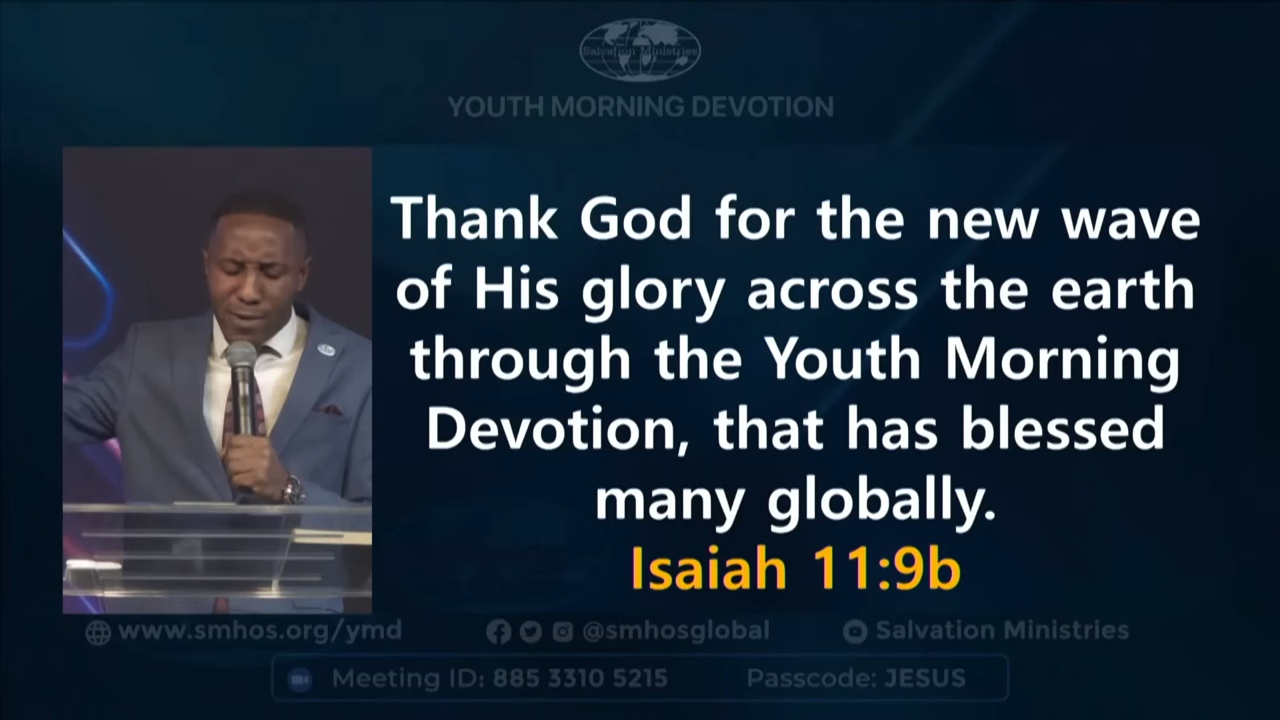 Salvation Ministries
YOUTH MORNING DEVOTION
Thank God for the new wave
of His glory across the earth
through the Youth Morning
Devotion, that has blessed
many globally.
Isaiah 11:9b
www.smhos.org/ymd
@smhosglobal
Salvation Ministries
Meeting ID: 885 3310 5215
Passcode: JESUS